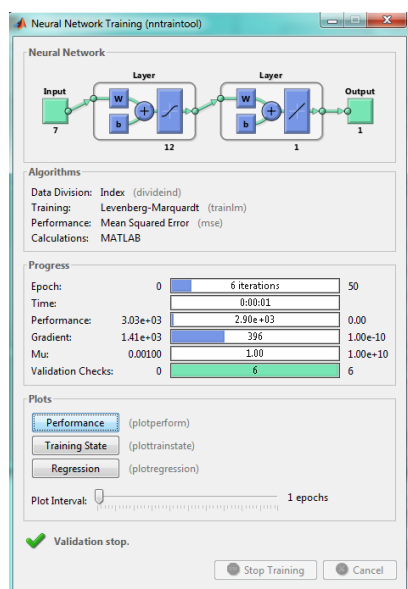 Neural Network Training (nntraintool)
Neural Network
Layer Layer
Input Output
W W
b b
7 1
12 1
Algorithms
Data Division: Index (divideind)
Training: Levenberg-Marquardt (trainlm)
Performance: Mean Squared Error (mse)
Calculations: MATLAB
Progress
Epoch: 0 6 iterations 50
Time: 0:00:01
Performance: 3.03e+03 2.90e+03 0.00
Gradient: 1.41e+03 396 1.00e-10
Mu: 0.00100 1.00 1.00e+10
Validation Checks: 0 6 6
Plots
Performance (plotperform)
Training State (plottrainstate)
Regression (plotregression)
Plot Interval: 1 epochs
Validation stop.
Stop Training Cancel